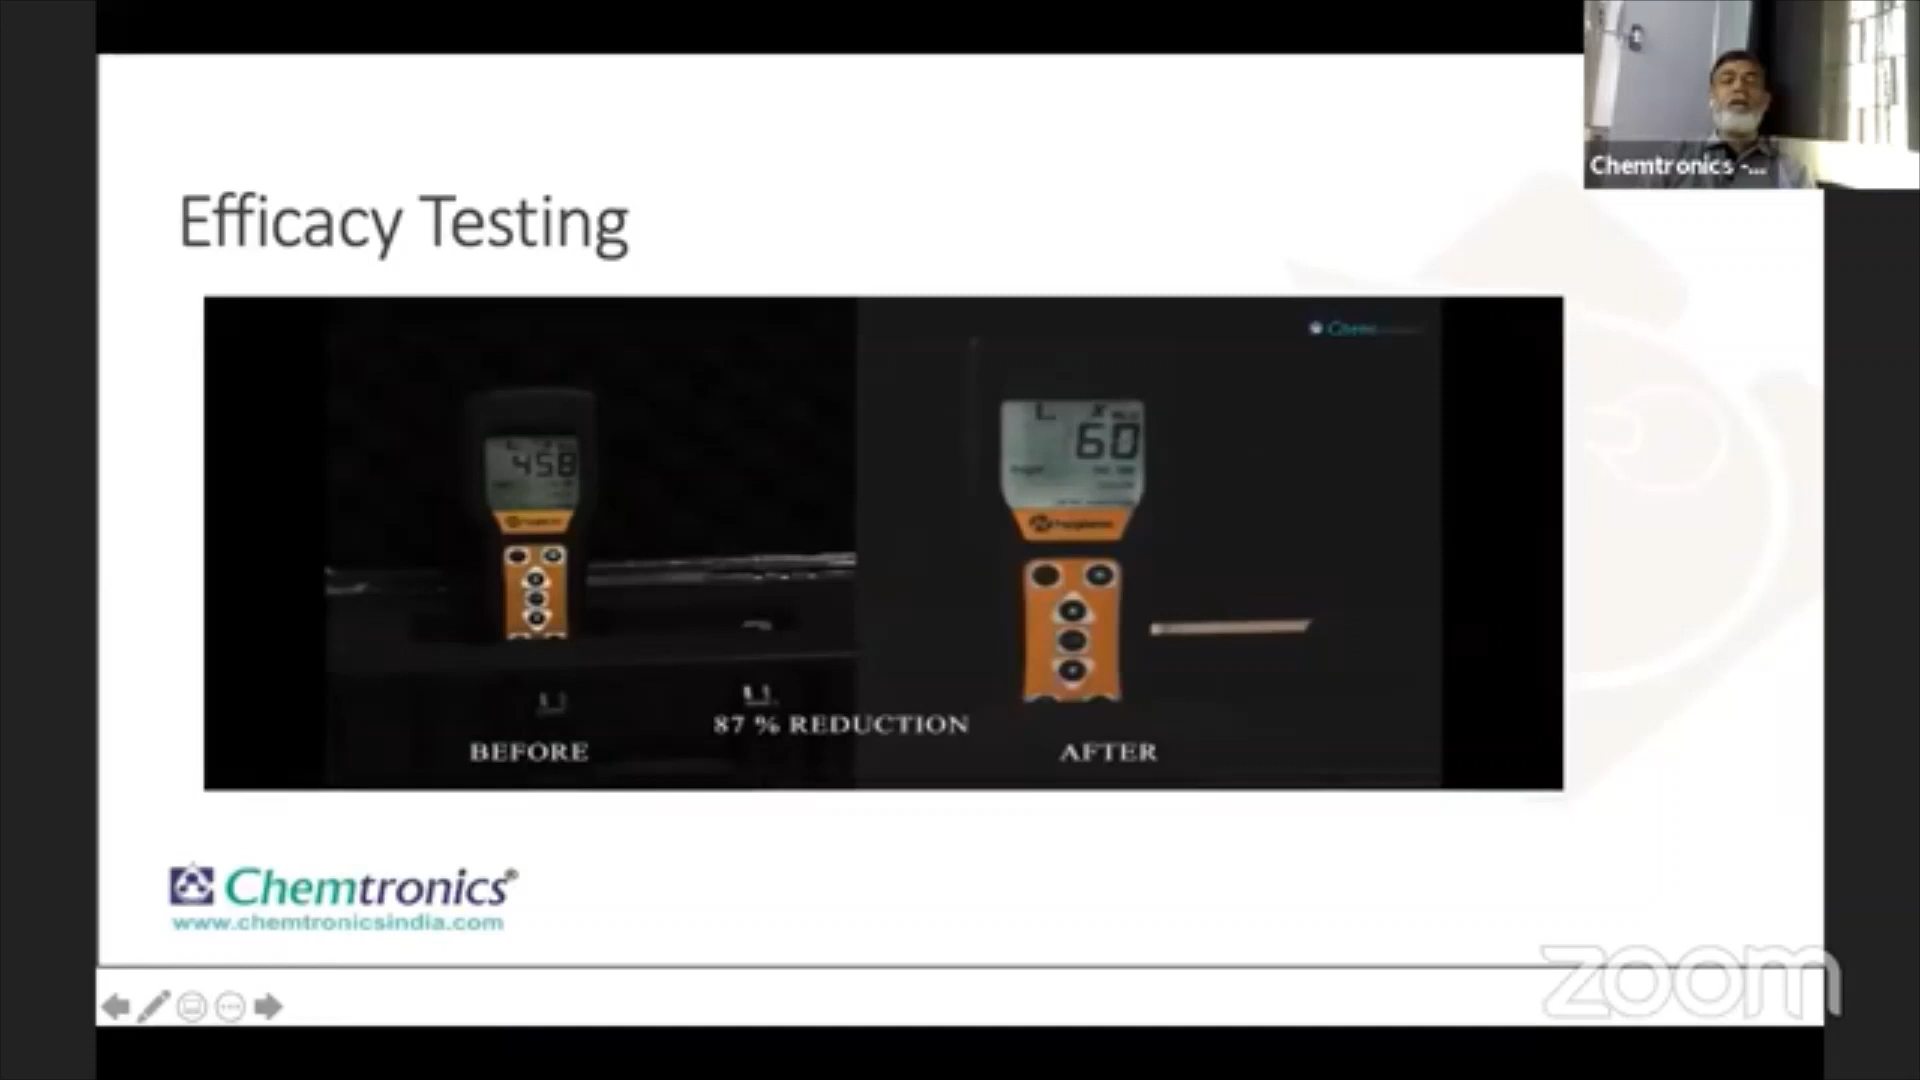 Chemtronics -...
Efficacy Testing
458
60
87 % REDUCTION
BEFORE
AFTER
Chemtronics®
www.chemtronicsindia.com
zoom